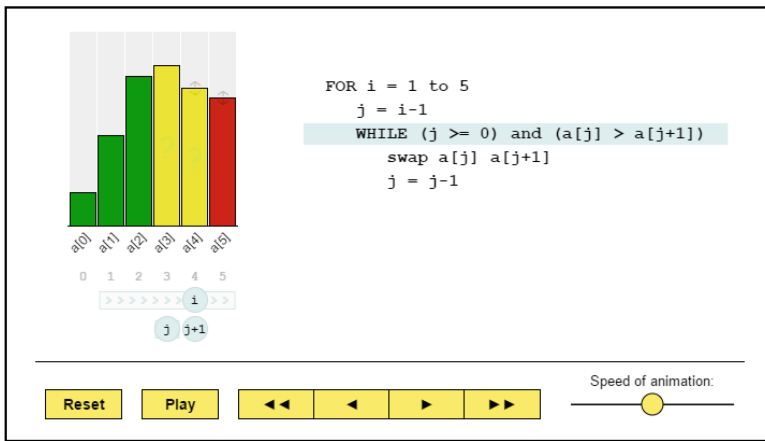 FOR i = 1 to 5
j = i-1
WHILE (j >= 0) and (a[j] > a[j+1])
swap a[j] a[j+1]
j = j-1
? ?
a[0] a[1] a[2] a[3] a[4] a[5]
0 1 2 3 4 5
>>>>>>> i >>
j j+1
Speed of animation:
Reset Play ◄◄ ◄ ► ►►